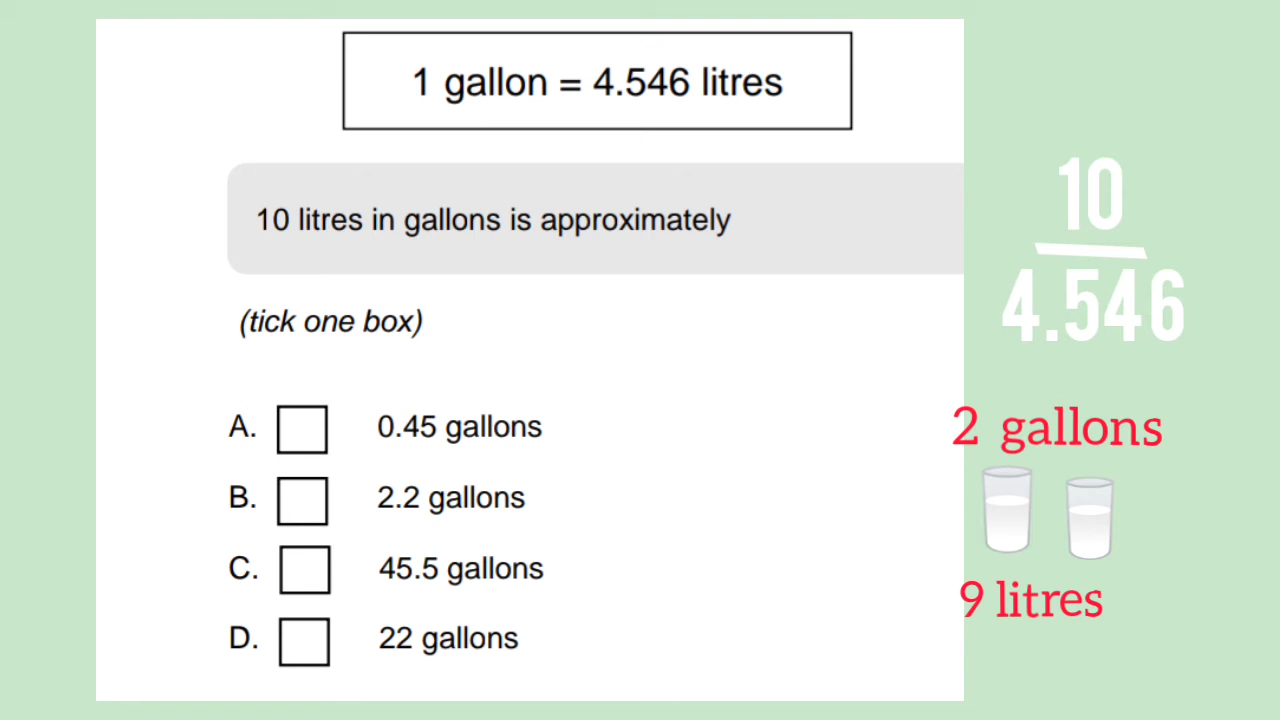 1 gallon = 4.546 litres
10 litres in gallons is approximately
(tick one box)
A. 0.45 gallons
B. 2.2 gallons
C. 45.5 gallons
D. 22 gallons
10
4.546
2 gallons
9 litres